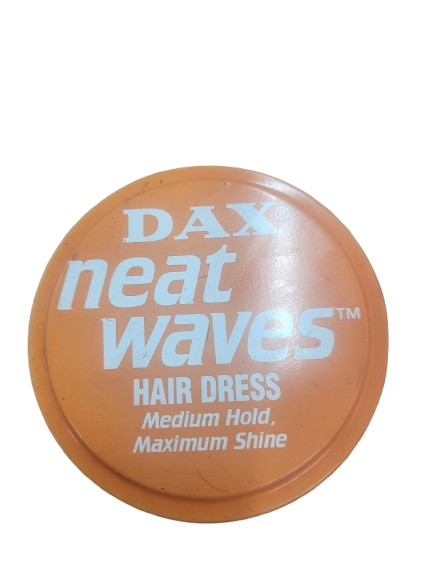 DAX®
neat
waves™
HAIR DRESS
Medium Hold,
Maximum Shine